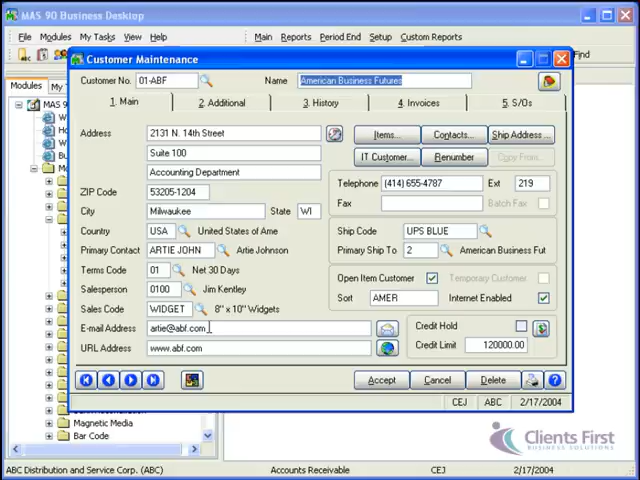 MAS 90 Business Desktop
File Modules My Tasks View Help Main Reports Period End Setup Custom Reports
Find
Modules My T
MAS 9
Customer Maintenance
Customer No. 01-ABF Name American Business Futures
1. Main 2. Additional 3. History 4. Invoices 5. S/Os
Address 2131 N. 14th Street Items... Contacts... Ship Address...
Suite 100 IT Customer... Renumber Copy From...
Accounting Department
Telephone (414) 655-4787 Ext 219
ZIP Code 53205-1204
Fax Batch Fax
City Milwaukee State WI
Country USA United States of Ame
Ship Code UPS BLUE
Primary Contact ARTIE JOHN Artie Johnson
Primary Ship To 2 American Business Fut
Terms Code 01 Net 30 Days
Open Item Customer Temporary Customer
Salesperson 0100 Jim Kentley
Sort AMER Internet Enabled
Sales Code WIDGET 8" x 10" Widgets
E-mail Address artie@abf.com
Credit Hold
URL Address www.abf.com
Credit Limit 120000.00
Accept Cancel Delete
CEJ ABC 2/17/2004
Magnetic Media
Bar Code
Clients First
BUSINESS SOLUTIONS
ABC Distribution and Service Corp. (ABC) Accounts Receivable CEJ 2/17/2004